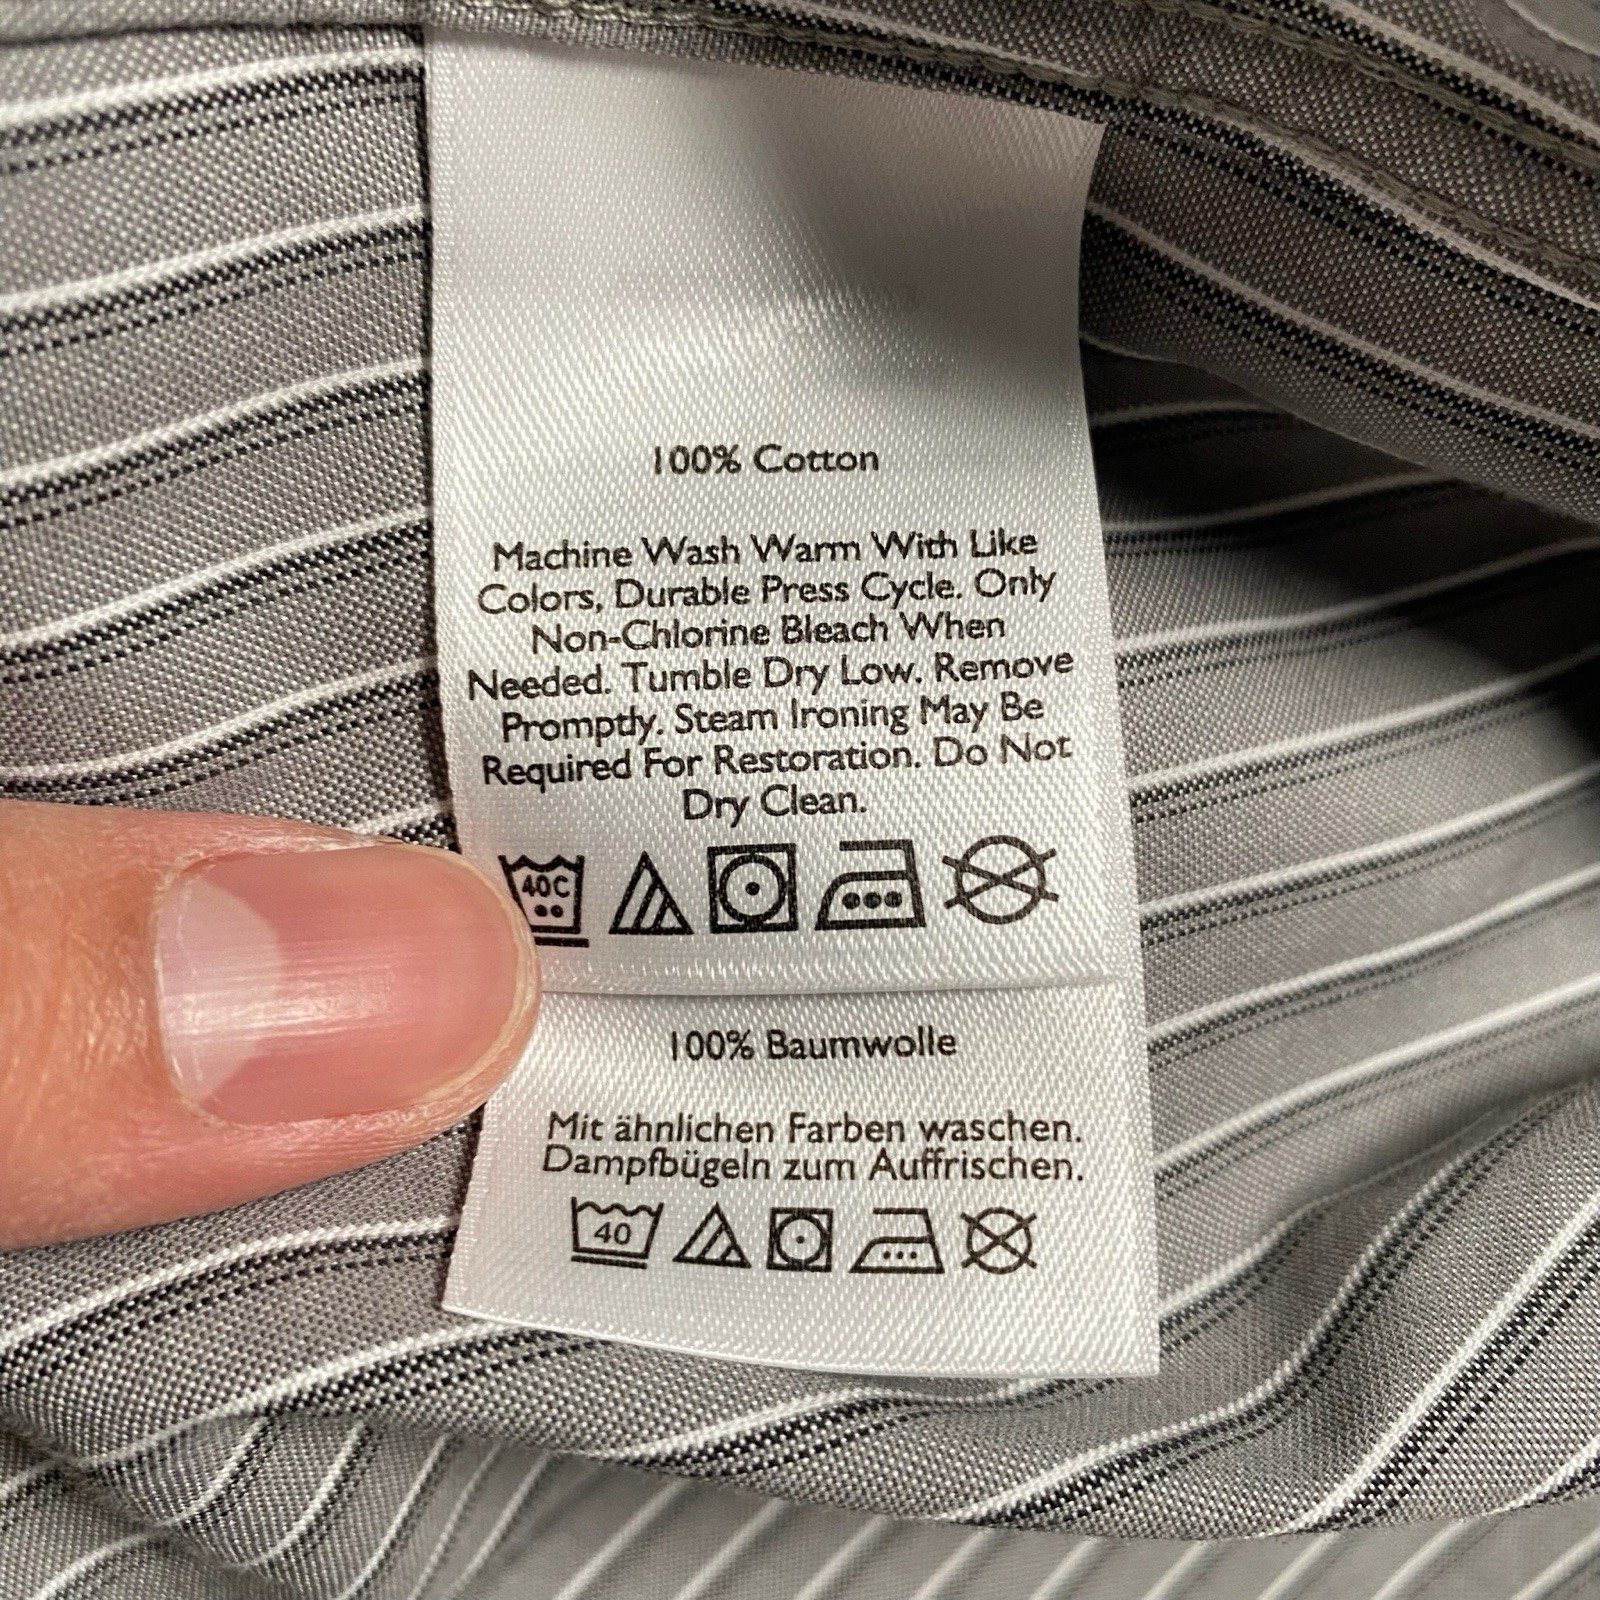 100% Cotton
Machine Wash Warm With Like
Colors, Durable Press Cycle. Only
Non-Chlorine Bleach When
Needed. Tumble Dry Low. Remove
Promptly. Steam Ironing May Be
Required For Restoration. Do Not
Dry Clean.
40C
100% Baumwolle
Mit ähnlichen Farben waschen.
Dampfbügeln zum Auffrischen.
40